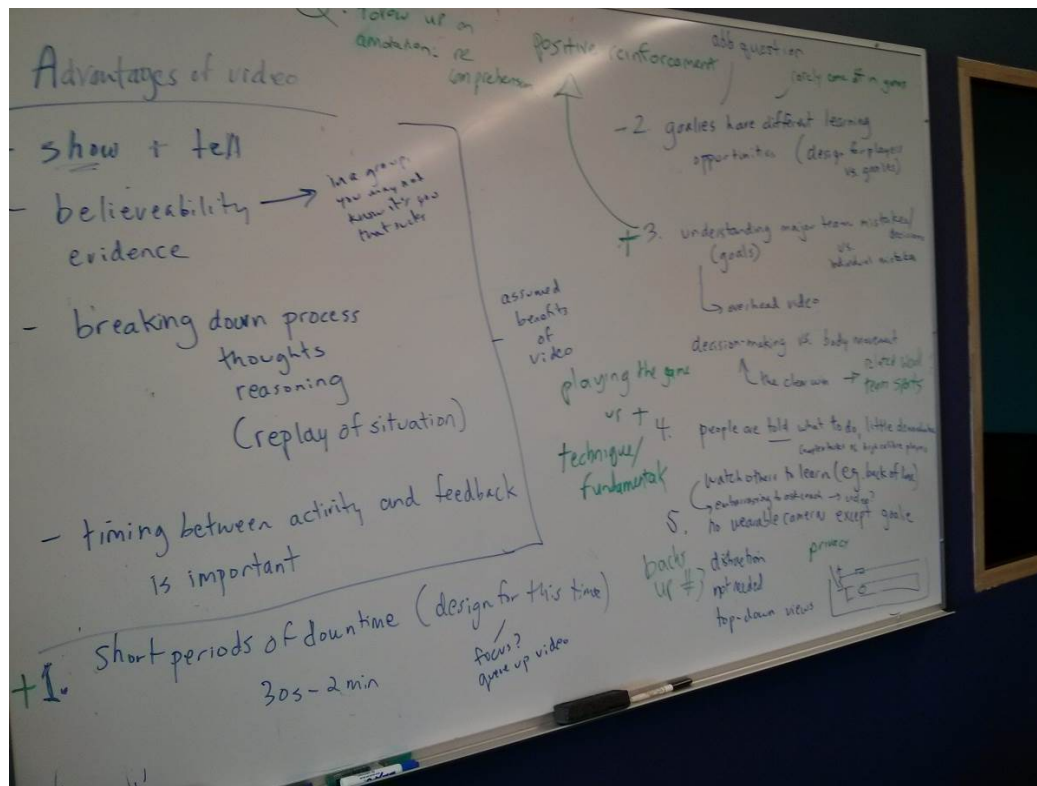 follow up on
annotation: re
comprehension
Advantages of video
- show + tell
- believeability →
evidence
in a group
you may not
know it's you
that sucks
- breaking down process
thoughts
reasoning
(replay of situation)
- timing between activity and feedback
is important
assumed
benefits
of
video
+1. Short periods of downtime (design for this time)
30s - 2 min
focus?
queue up video
positive reinforcement
add question
- 2. goalies have different learning
opportunities (design for players
vs. goalies)
+ 3. understanding major team mistakes/
decisions
(goals)
vs.
individual mistakes
overhead video
decision-making vs. body movement
the clear win →
team sports
playing the game
vs
technique/
fundamentals
+ 4. people are told what to do, little
watch others to learn (eg. back of line)
→ video?
5. no wearable camera except goalie
backs
up #3
distraction
not needed
top-down views
privacy